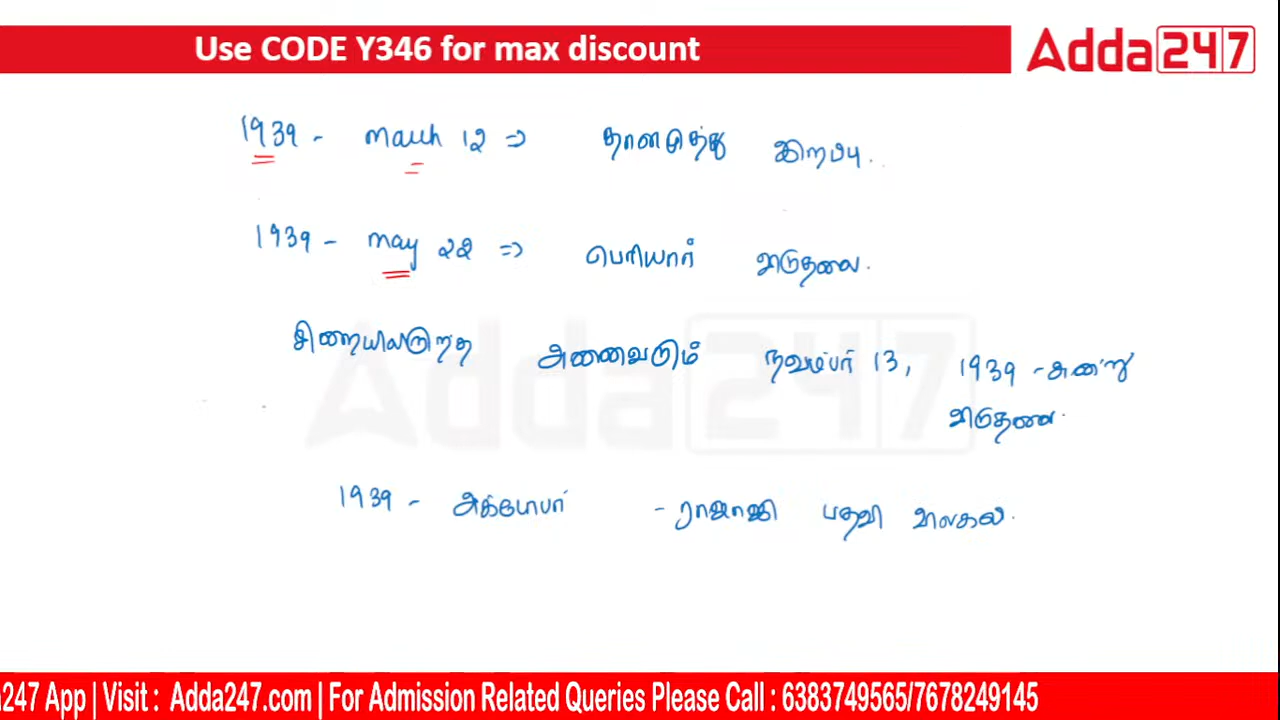 Use CODE Y346 for max discount
Adda247
1939 - March 12 => தாளமுத்து இறப்பு.
1939 - may 22 => பெரியார் விடுதலை.
சிறையிலிருந்த அனைவரும் நவம்பர் 13, 1939 - அன்று
விடுதலை.
1939 - அக்டோபர் - ராஜாஜி பதவி விலகல்.
a247 App | Visit : Adda247.com | For Admission Related Queries Please Call : 6383749565/7678249145